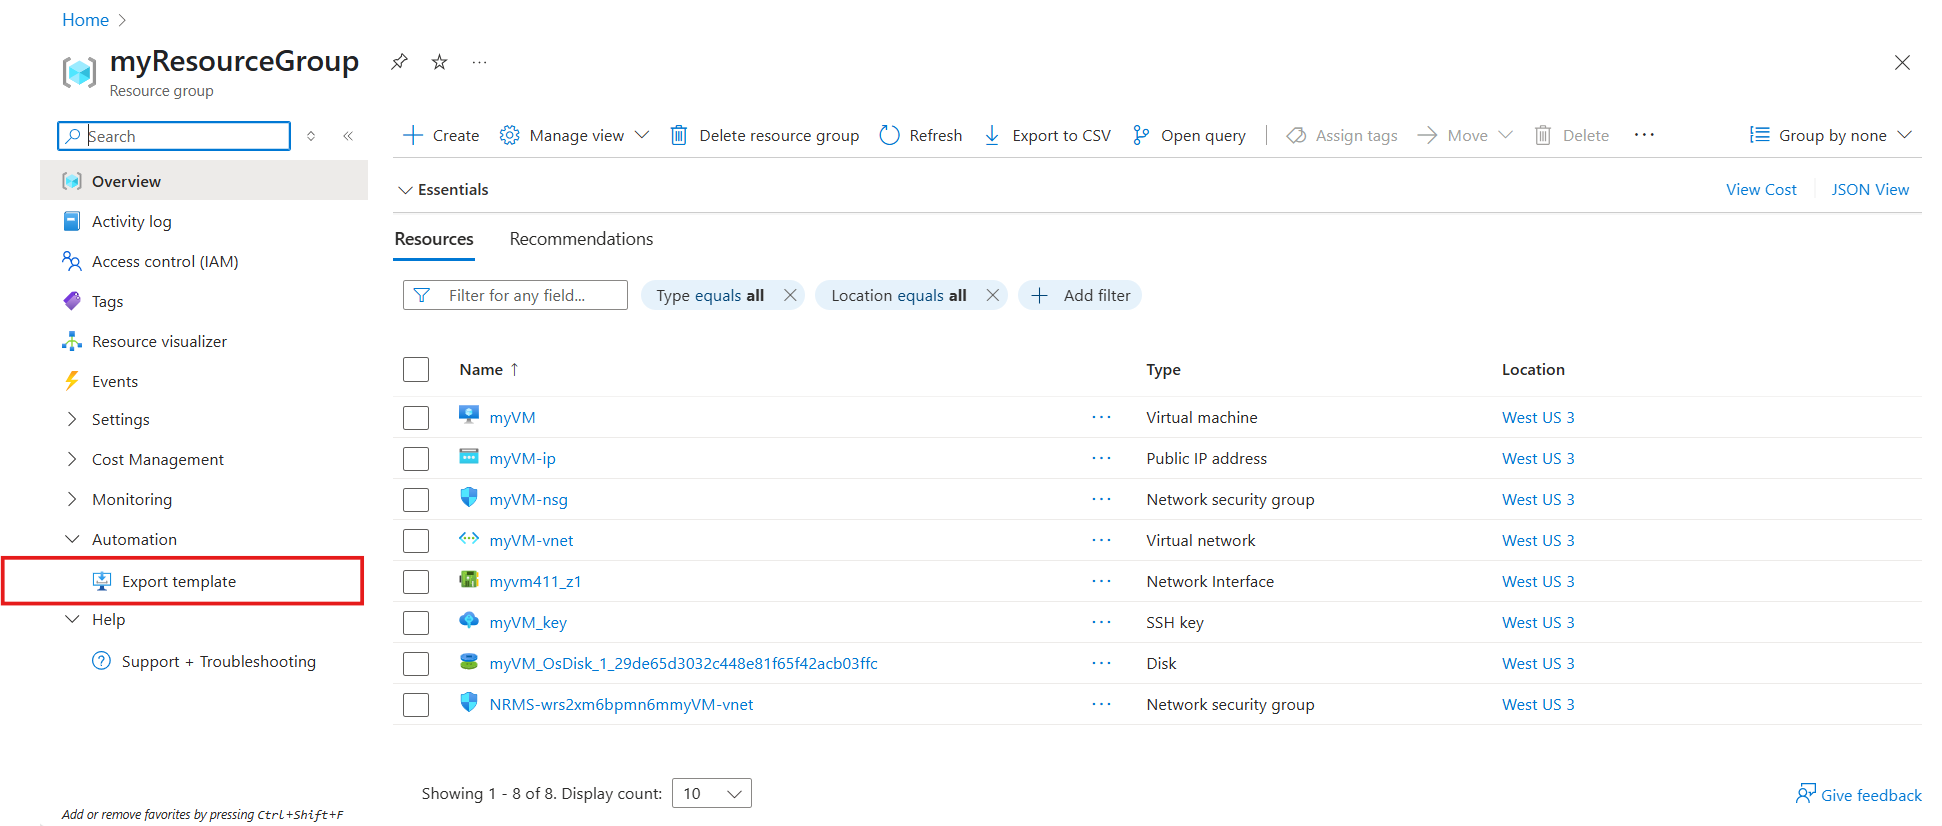 Home
myResourceGroup
Resource group
Search
Overview
Activity log
Access control (IAM)
Tags
Resource visualizer
Events
Settings
Cost Management
Monitoring
Automation
Export template
Help
Support + Troubleshooting
Add or remove favorites by pressing Ctrl+Shift+F
Create Manage view Delete resource group Refresh Export to CSV Open query Assign tags Move Delete Group by none
Essentials View Cost JSON View
Resources Recommendations
Filter for any field... Type equals all Location equals all Add filter
Name Type Location
myVM Virtual machine West US 3
myVM-ip Public IP address West US 3
myVM-nsg Network security group West US 3
myVM-vnet Virtual network West US 3
myvm411_z1 Network Interface West US 3
myVM_key SSH key West US 3
myVM_OsDisk_1_29de65d3032c448e81f65f42acb03ffc Disk West US 3
NRMS-wrs2xm6bpmn6mmyVM-vnet Network security group West US 3
Showing 1 - 8 of 8. Display count: 10
Give feedback